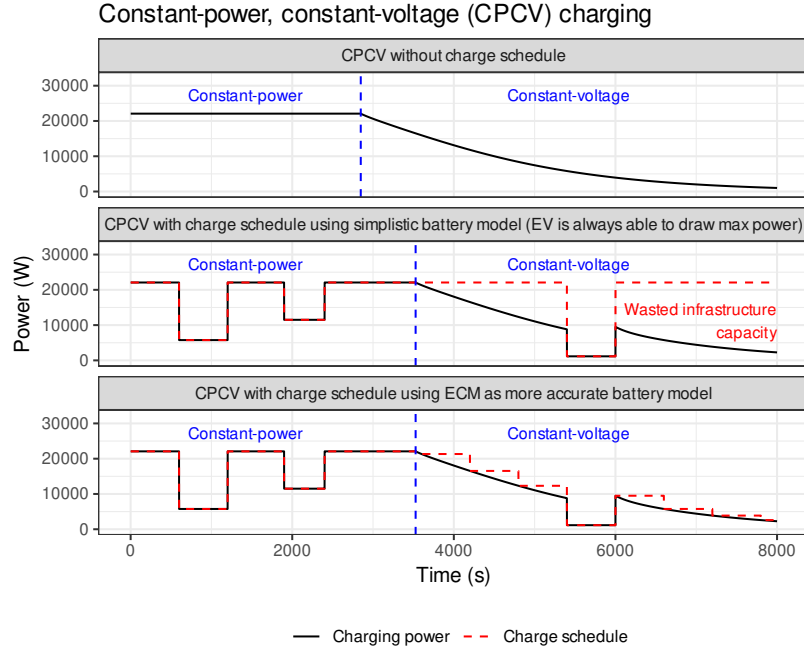 Constant-power, constant-voltage (CPCV) charging
CPCV without charge schedule
Constant-power
Constant-voltage
30000
20000
10000
0
CPCV with charge schedule using simplistic battery model (EV is always able to draw max power)
Constant-power
Constant-voltage
Wasted infrastructure
capacity
30000
20000
10000
0
Power (W)
CPCV with charge schedule using ECM as more accurate battery model
Constant-power
Constant-voltage
30000
20000
10000
0
0 2000 4000 6000 8000
Time (s)
Charging power Charge schedule